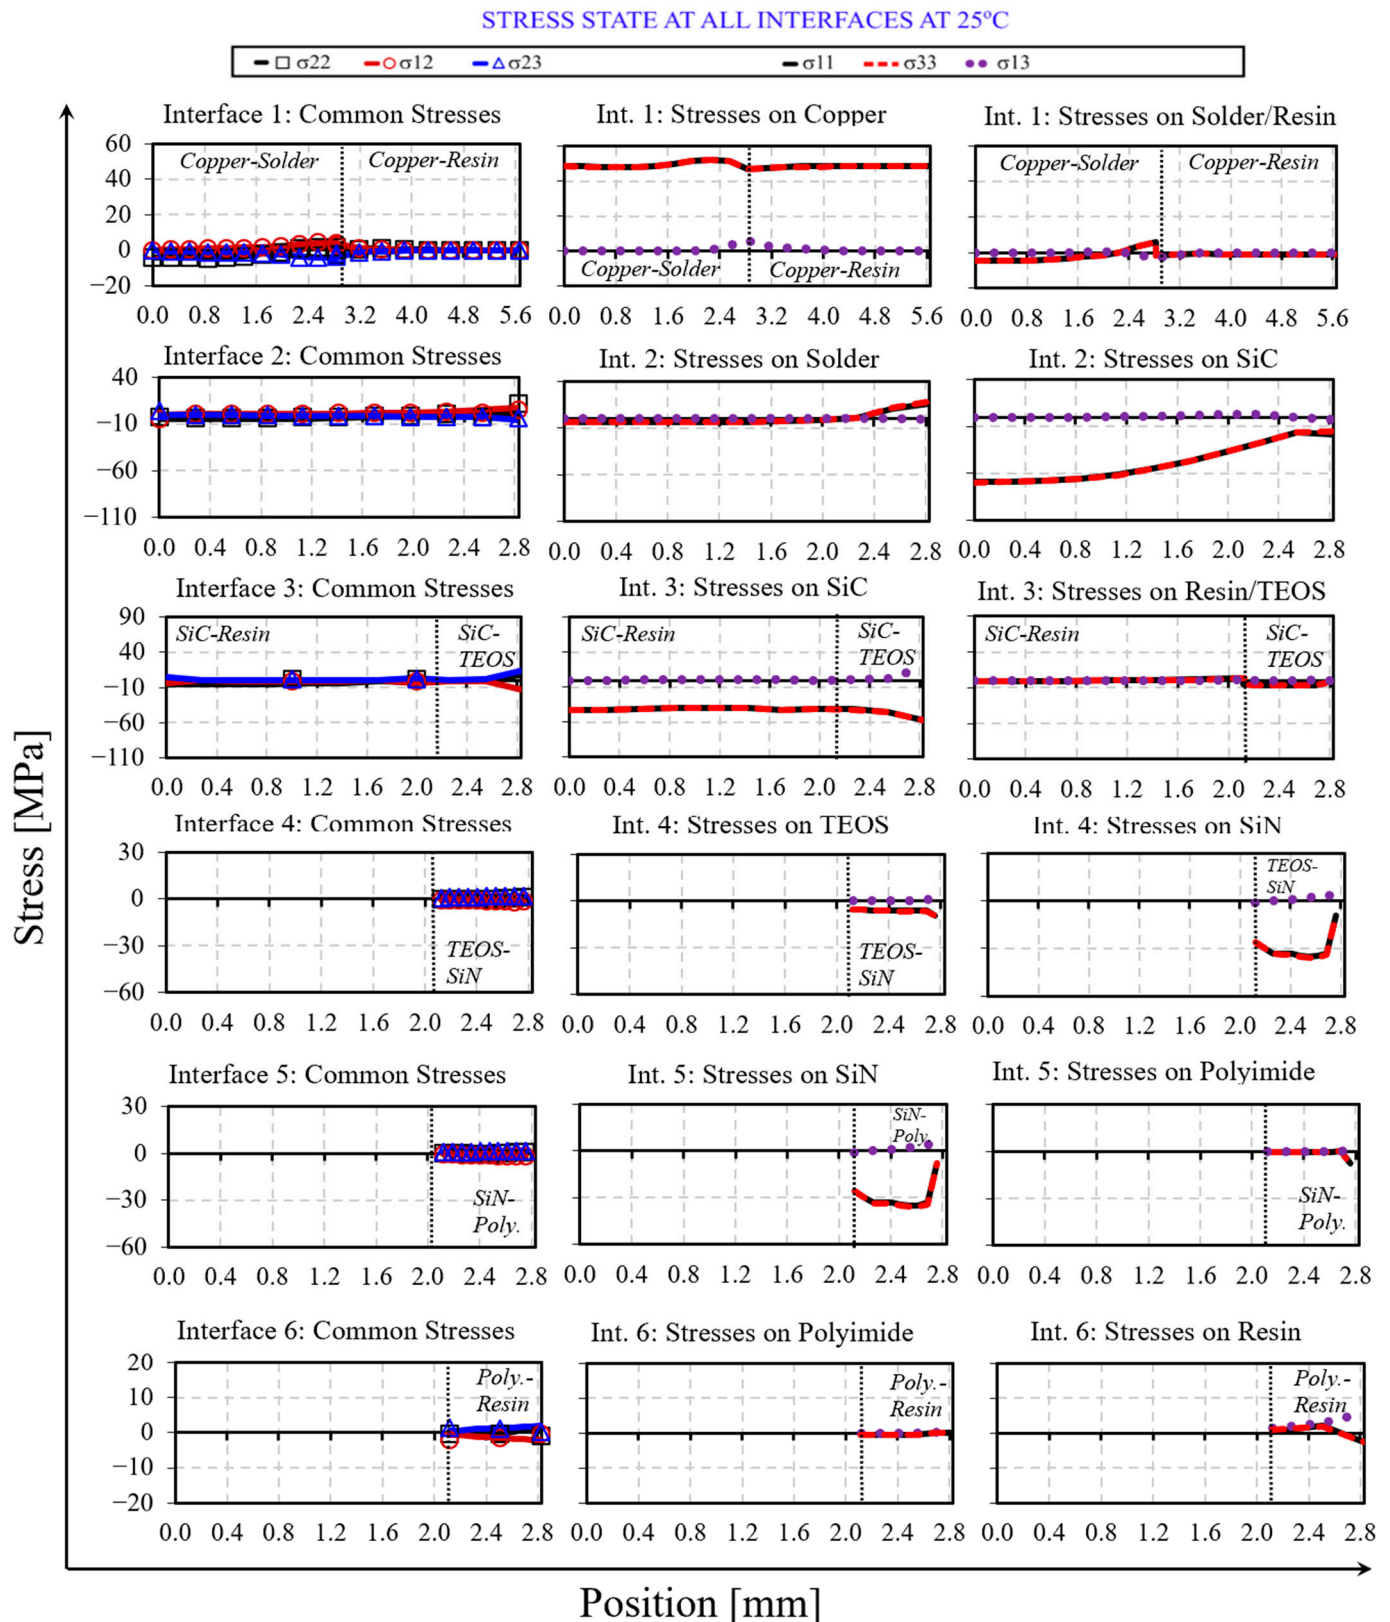 STRESS STATE AT ALL INTERFACES AT 25ºC
σ22 σ12 σ23 σ11 σ33 σ13
Interface 1: Common Stresses Int. 1: Stresses on Copper Int. 1: Stresses on Solder/Resin
60
40
20
0
−20
Copper-Solder Copper-Resin
Copper-Solder Copper-Resin
Copper-Solder Copper-Resin
0.0 0.8 1.6 2.4 3.2 4.0 4.8 5.6
0.0 0.8 1.6 2.4 3.2 4.0 4.8 5.6
0.0 0.8 1.6 2.4 3.2 4.0 4.8 5.6
Interface 2: Common Stresses Int. 2: Stresses on Solder Int. 2: Stresses on SiC
40
−10
−60
−110
0.0 0.4 0.8 1.2 1.6 2.0 2.4 2.8
0.0 0.4 0.8 1.2 1.6 2.0 2.4 2.8
0.0 0.4 0.8 1.2 1.6 2.0 2.4 2.8
Interface 3: Common Stresses Int. 3: Stresses on SiC Int. 3: Stresses on Resin/TEOS
90
40
−10
−60
−110
SiC-Resin SiC-
TEOS
SiC-Resin SiC-
TEOS
SiC-Resin SiC-
TEOS
0.0 0.4 0.8 1.2 1.6 2.0 2.4 2.8
0.0 0.4 0.8 1.2 1.6 2.0 2.4 2.8
0.0 0.4 0.8 1.2 1.6 2.0 2.4 2.8
Interface 4: Common Stresses Int. 4: Stresses on TEOS Int. 4: Stresses on SiN
30
0
−30
−60
TEOS-
SiN
TEOS-
SiN
TEOS-
SiN
0.0 0.4 0.8 1.2 1.6 2.0 2.4 2.8
0.0 0.4 0.8 1.2 1.6 2.0 2.4 2.8
0.0 0.4 0.8 1.2 1.6 2.0 2.4 2.8
Interface 5: Common Stresses Int. 5: Stresses on SiN Int. 5: Stresses on Polyimide
30
0
−30
−60
SiN-
Poly.
SiN-
Poly.
SiN-
Poly.
0.0 0.4 0.8 1.2 1.6 2.0 2.4 2.8
0.0 0.4 0.8 1.2 1.6 2.0 2.4 2.8
0.0 0.4 0.8 1.2 1.6 2.0 2.4 2.8
Interface 6: Common Stresses Int. 6: Stresses on Polyimide Int. 6: Stresses on Resin
20
10
0
−10
−20
Poly.-
Resin
Poly.-
Resin
Poly.-
Resin
0.0 0.4 0.8 1.2 1.6 2.0 2.4 2.8
0.0 0.4 0.8 1.2 1.6 2.0 2.4 2.8
0.0 0.4 0.8 1.2 1.6 2.0 2.4 2.8
Stress [MPa]
Position [mm]